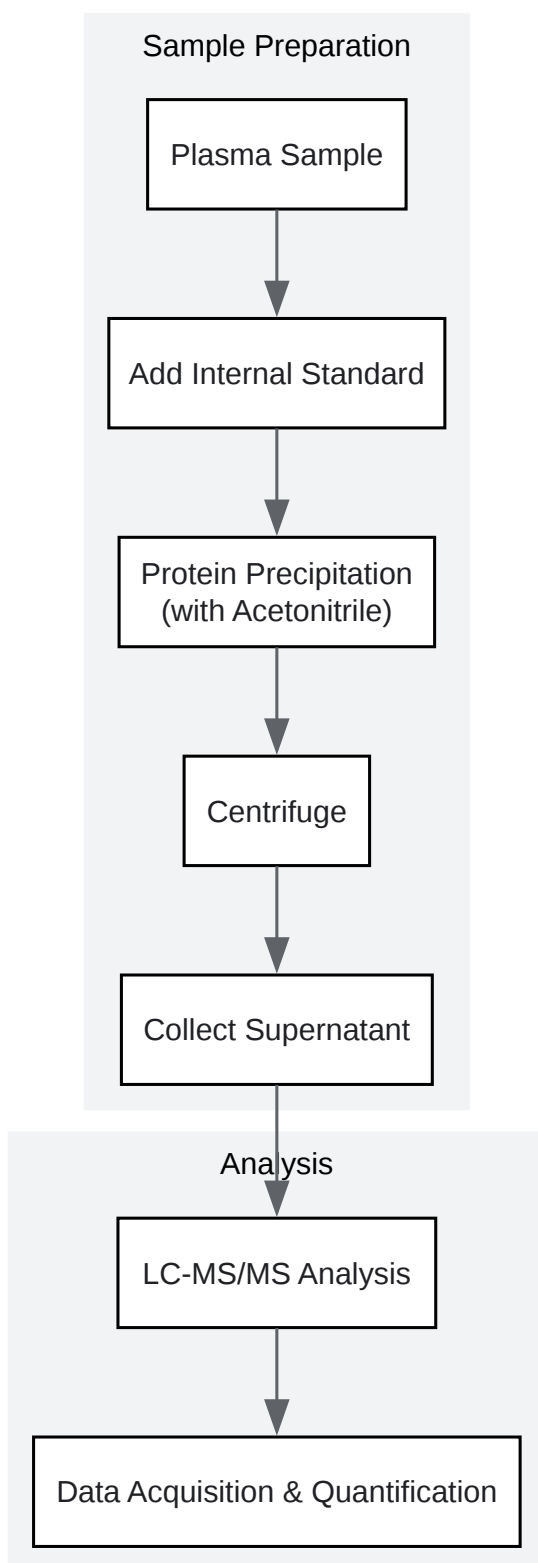 Sample Preparation
Plasma Sample
Add Internal Standard
Protein Precipitation
(with Acetonitrile)
Centrifuge
Collect Supernatant
Analysis
LC-MS/MS Analysis
Data Acquisition & Quantification